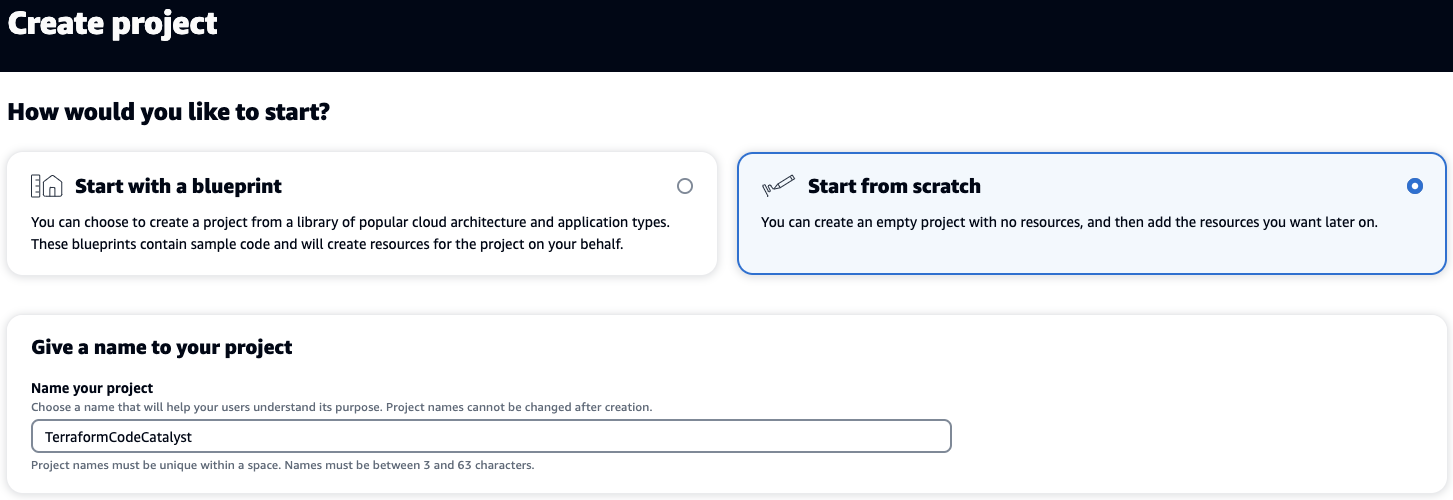 Create project
How would you like to start?
Start with a blueprint
You can choose to create a project from a library of popular cloud architecture and application types.
These blueprints contain sample code and will create resources for the project on your behalf.
Start from scratch
You can create an empty project with no resources, and then add the resources you want later on.
Give a name to your project
Name your project
Choose a name that will help your users understand its purpose. Project names cannot be changed after creation.
TerraformCodeCatalyst
Project names must be unique within a space. Names must be between 3 and 63 characters.